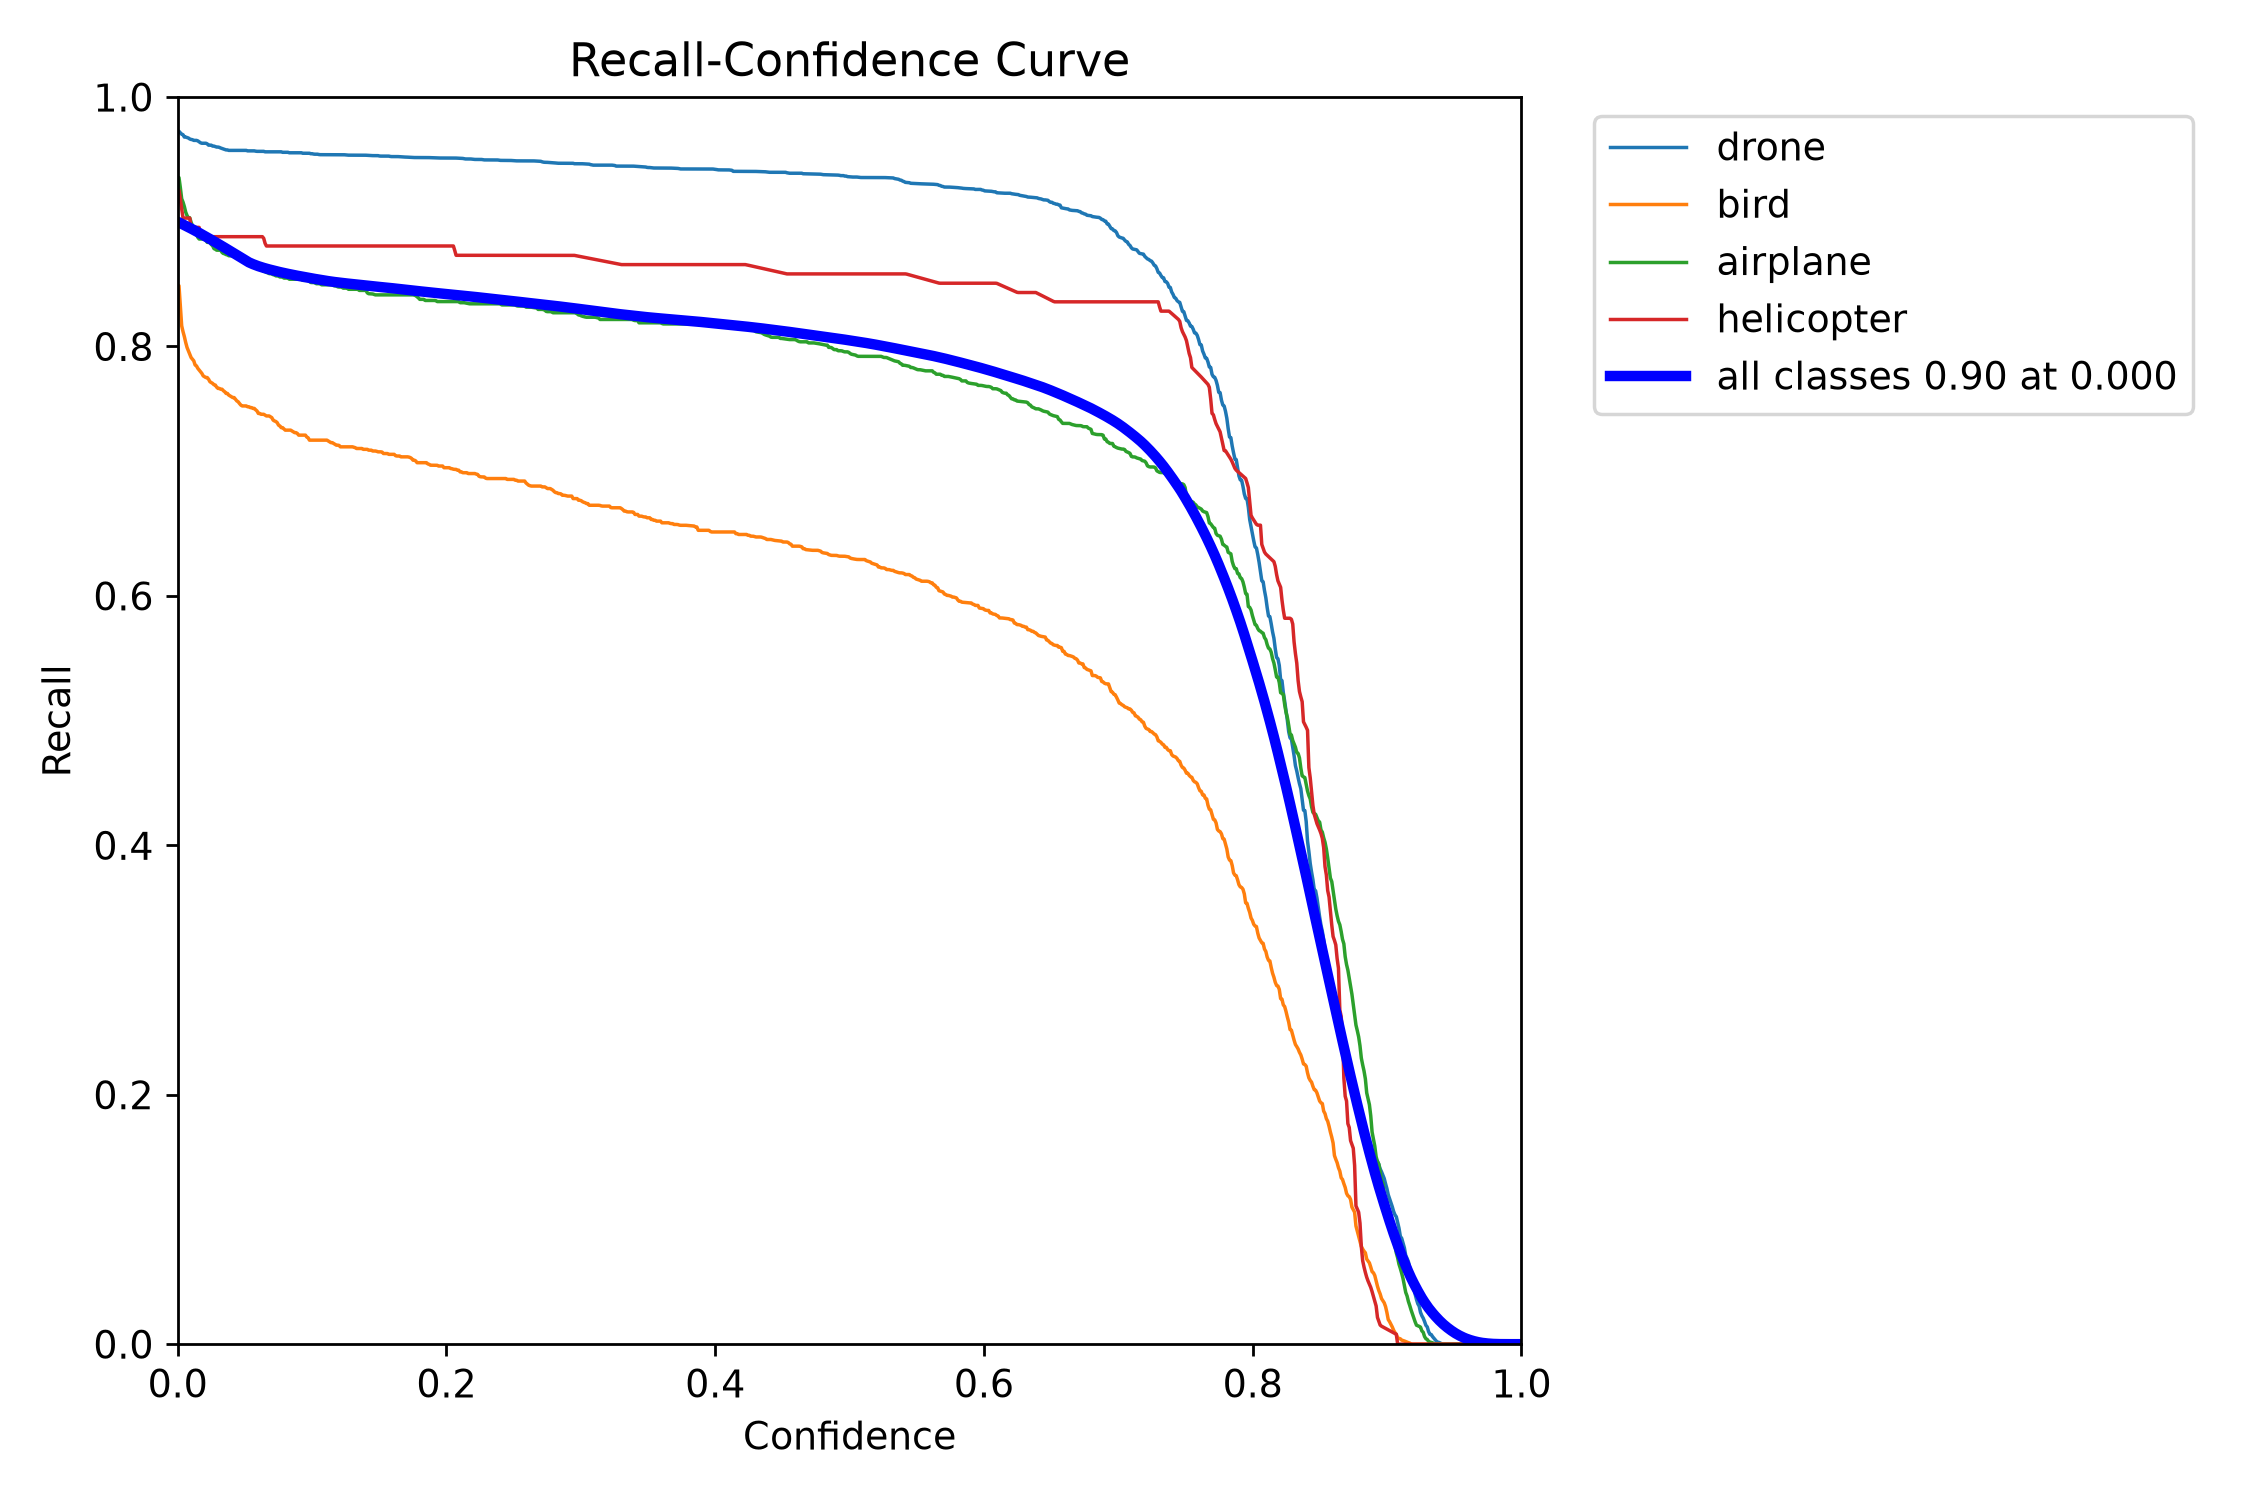 Recall-Confidence Curve
1.0
0.8
0.6
0.4
0.2
0.0
Recall
0.0 0.2 0.4 0.6 0.8 1.0
Confidence
drone
bird
airplane
helicopter
all classes 0.90 at 0.000